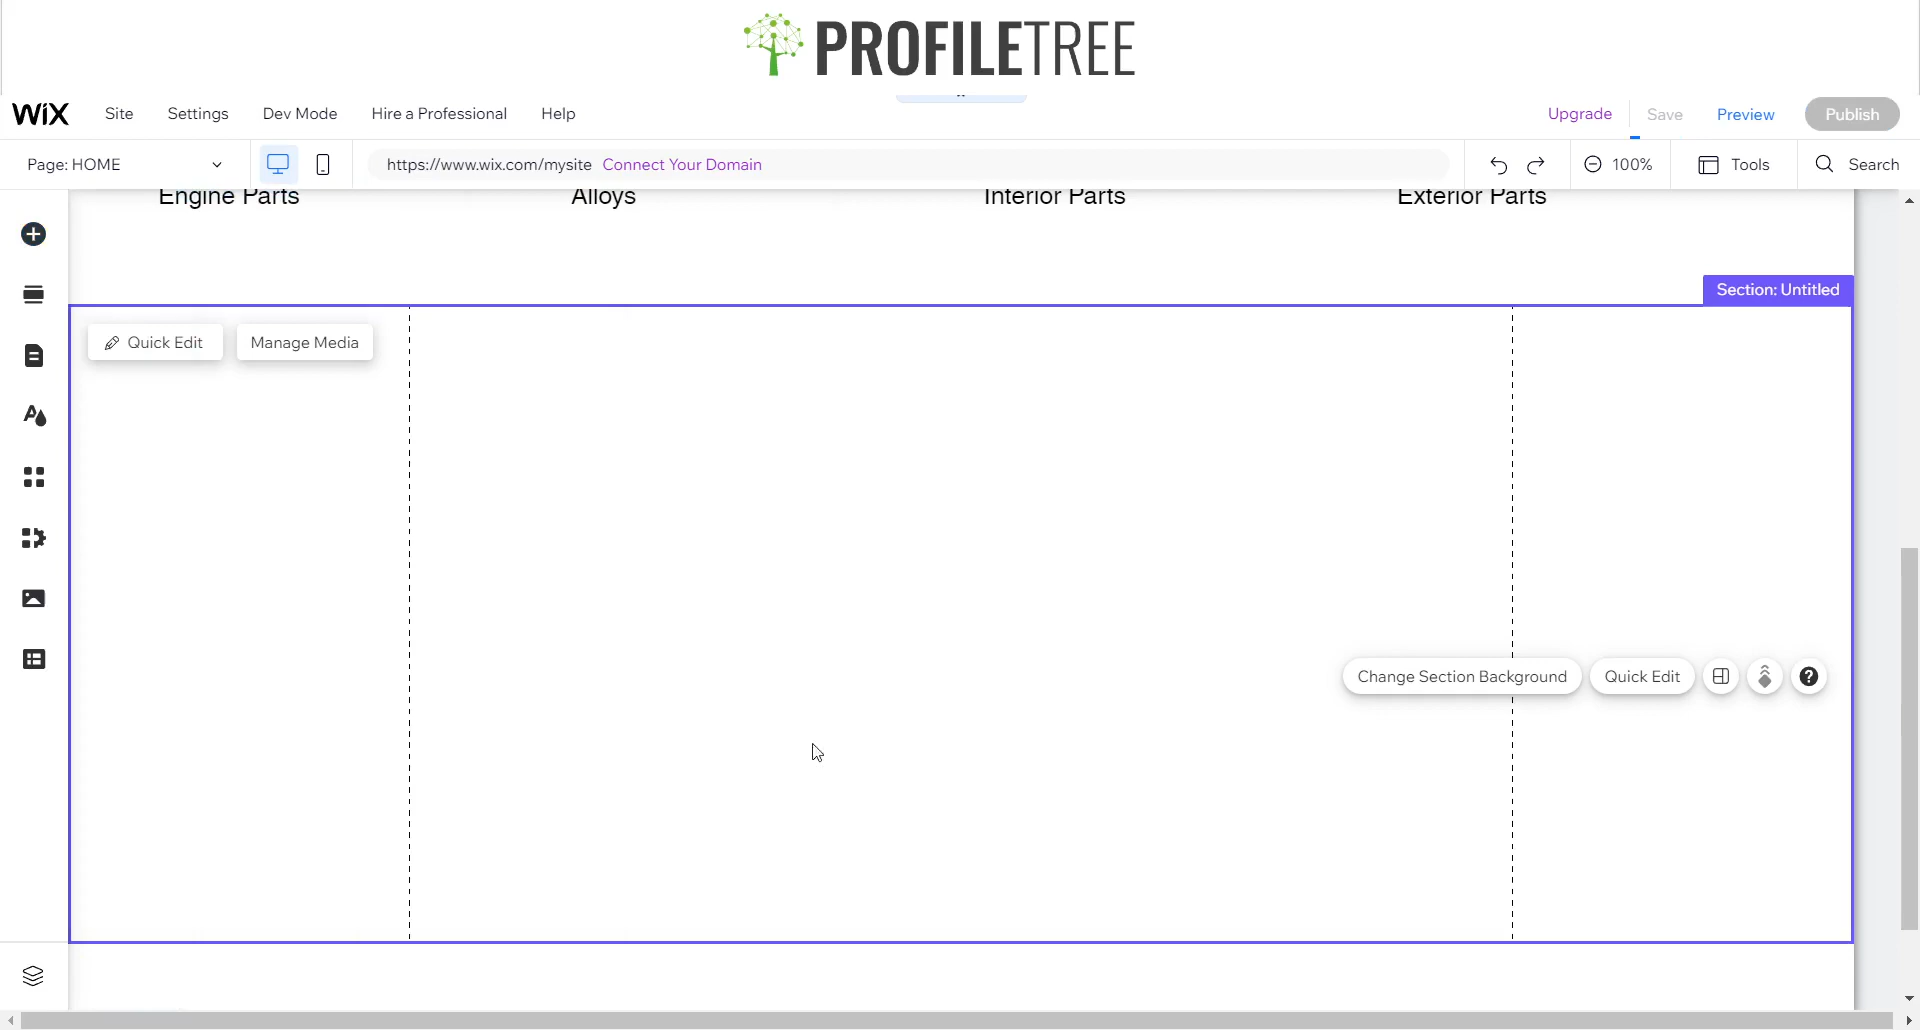 PROFILETREE
WiX Site Settings Dev Mode Hire a Professional Help Upgrade Save Preview Publish
Page: HOME https://www.wix.com/mysite Connect Your Domain 100% Tools Search
Engine Parts Alloys Interior Parts Exterior Parts
Section: Untitled
Quick Edit Manage Media
Change Section Background Quick Edit ?